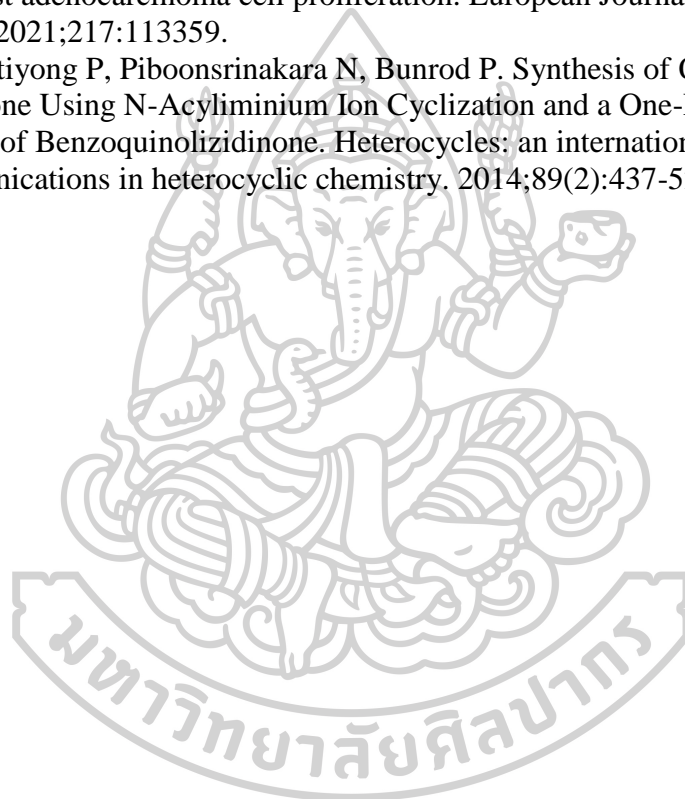 st adenocarcinoma cell proliferation. European Journa
2021;217:113359.
tiyong P, Piboonsrinakara N, Bunrod P. Synthesis of
one Using N-Acyliminium Ion Cyclization and a One-
of Benzoquinolizidinone. Heterocycles: an internation
nications in heterocyclic chemistry. 2014;89(2):437-5
มหาวิทยาลัยศิลปากร